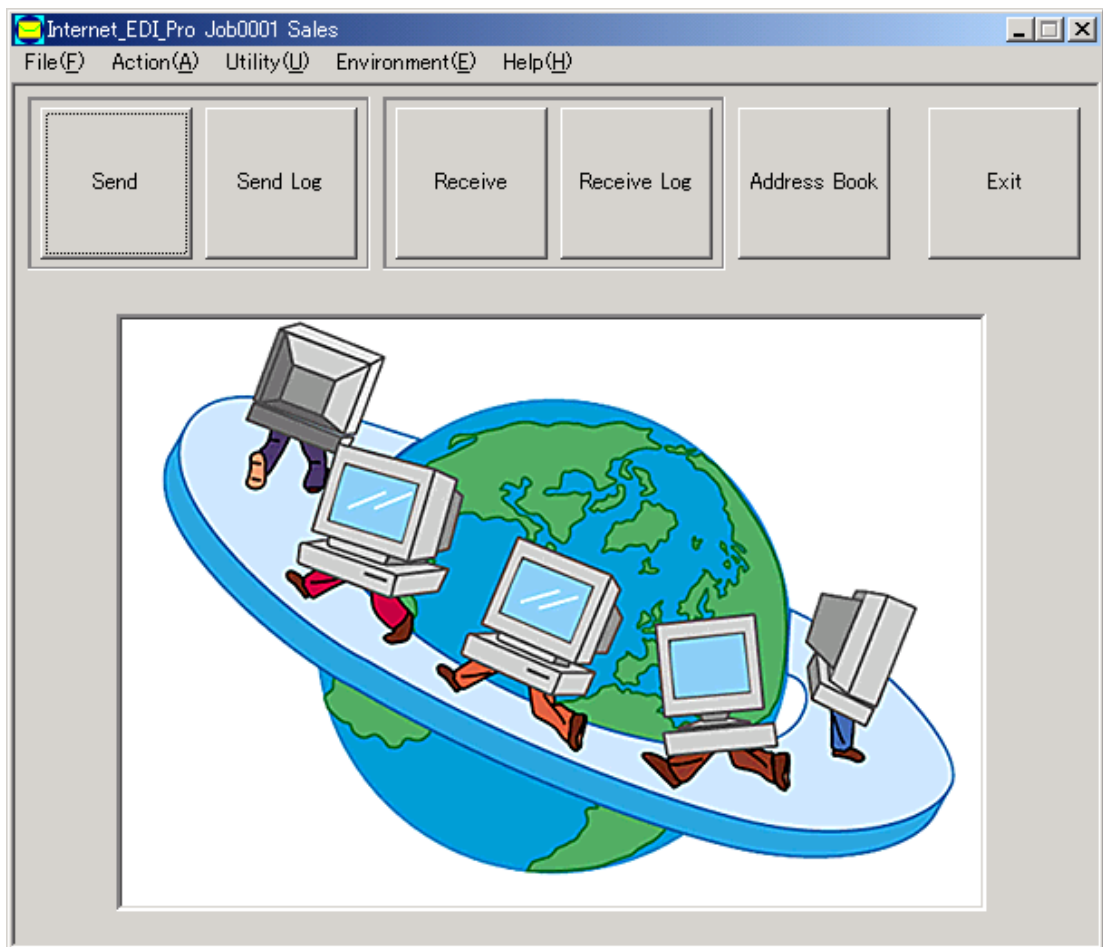 Internet_EDI_Pro Job0001 Sales
File(F) Action(A) Utility(U) Environment(E) Help(H)
Send Send Log Receive Receive Log Address Book Exit